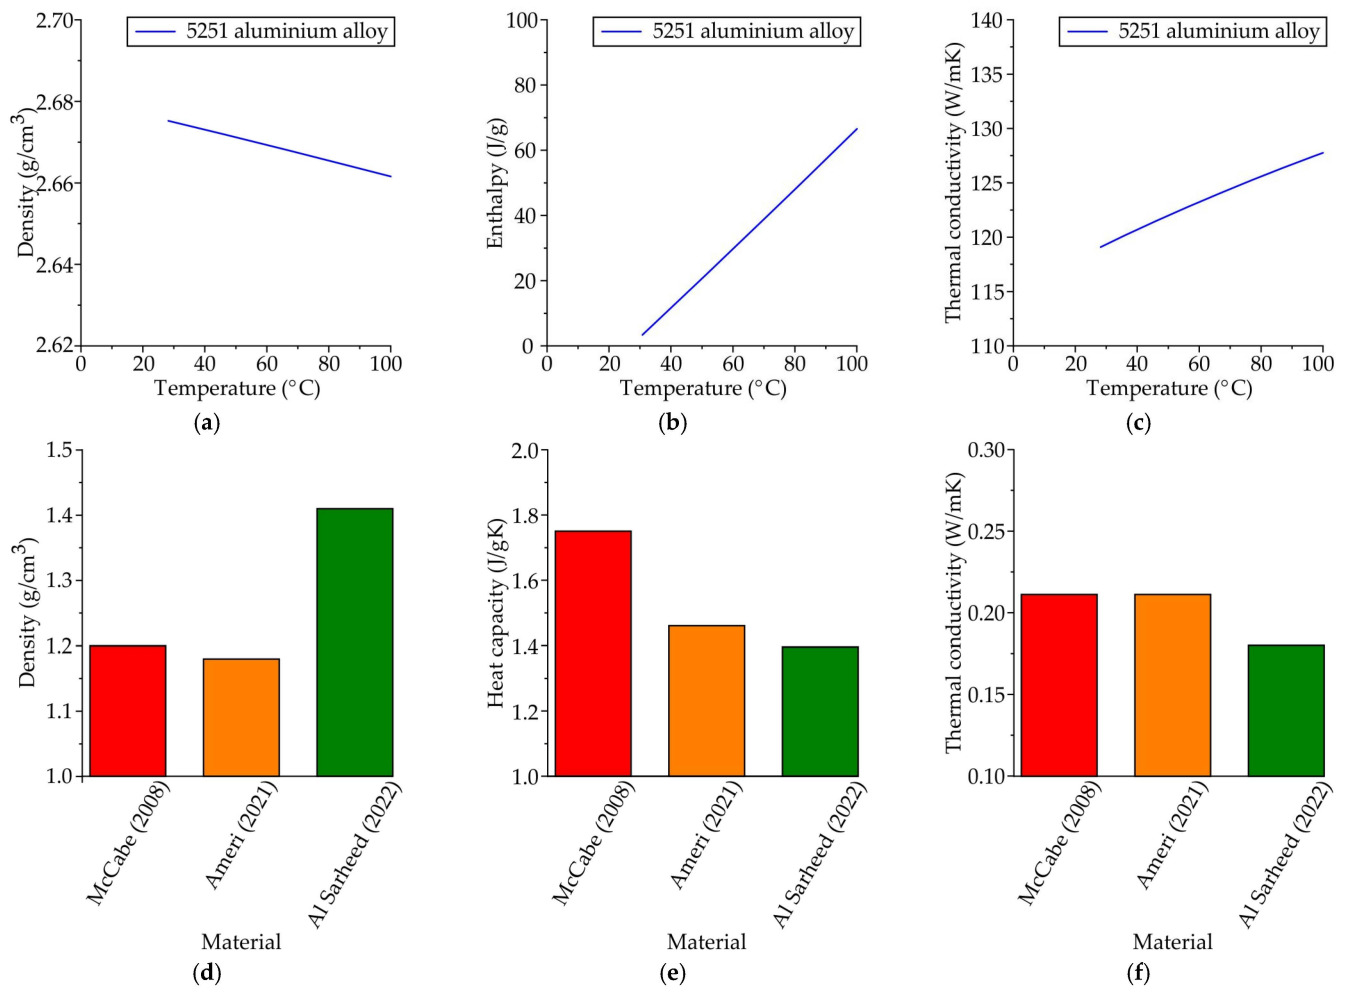 5251 aluminium alloy
Density (g/cm³)
2.70
2.68
2.66
2.64
2.62
0 20 40 60 80 100
Temperature (°C)
(a)
5251 aluminium alloy
Enthalpy (J/g)
100
80
60
40
20
0
0 20 40 60 80 100
Temperature (°C)
(b)
5251 aluminium alloy
Thermal conductivity (W/mK)
140
135
130
125
120
115
110
0 20 40 60 80 100
Temperature (°C)
(c)
Density (g/cm³)
1.5
1.4
1.3
1.2
1.1
1.0
McCabe (2008)
Ameri (2021)
Al Sarheed (2022)
Material
(d)
Heat capacity (J/gK)
2.0
1.8
1.6
1.4
1.2
1.0
McCabe (2008)
Ameri (2021)
Al Sarheed (2022)
Material
(e)
Thermal conductivity (W/mK)
0.30
0.25
0.20
0.15
0.10
McCabe (2008)
Ameri (2021)
Al Sarheed (2022)
Material
(f)